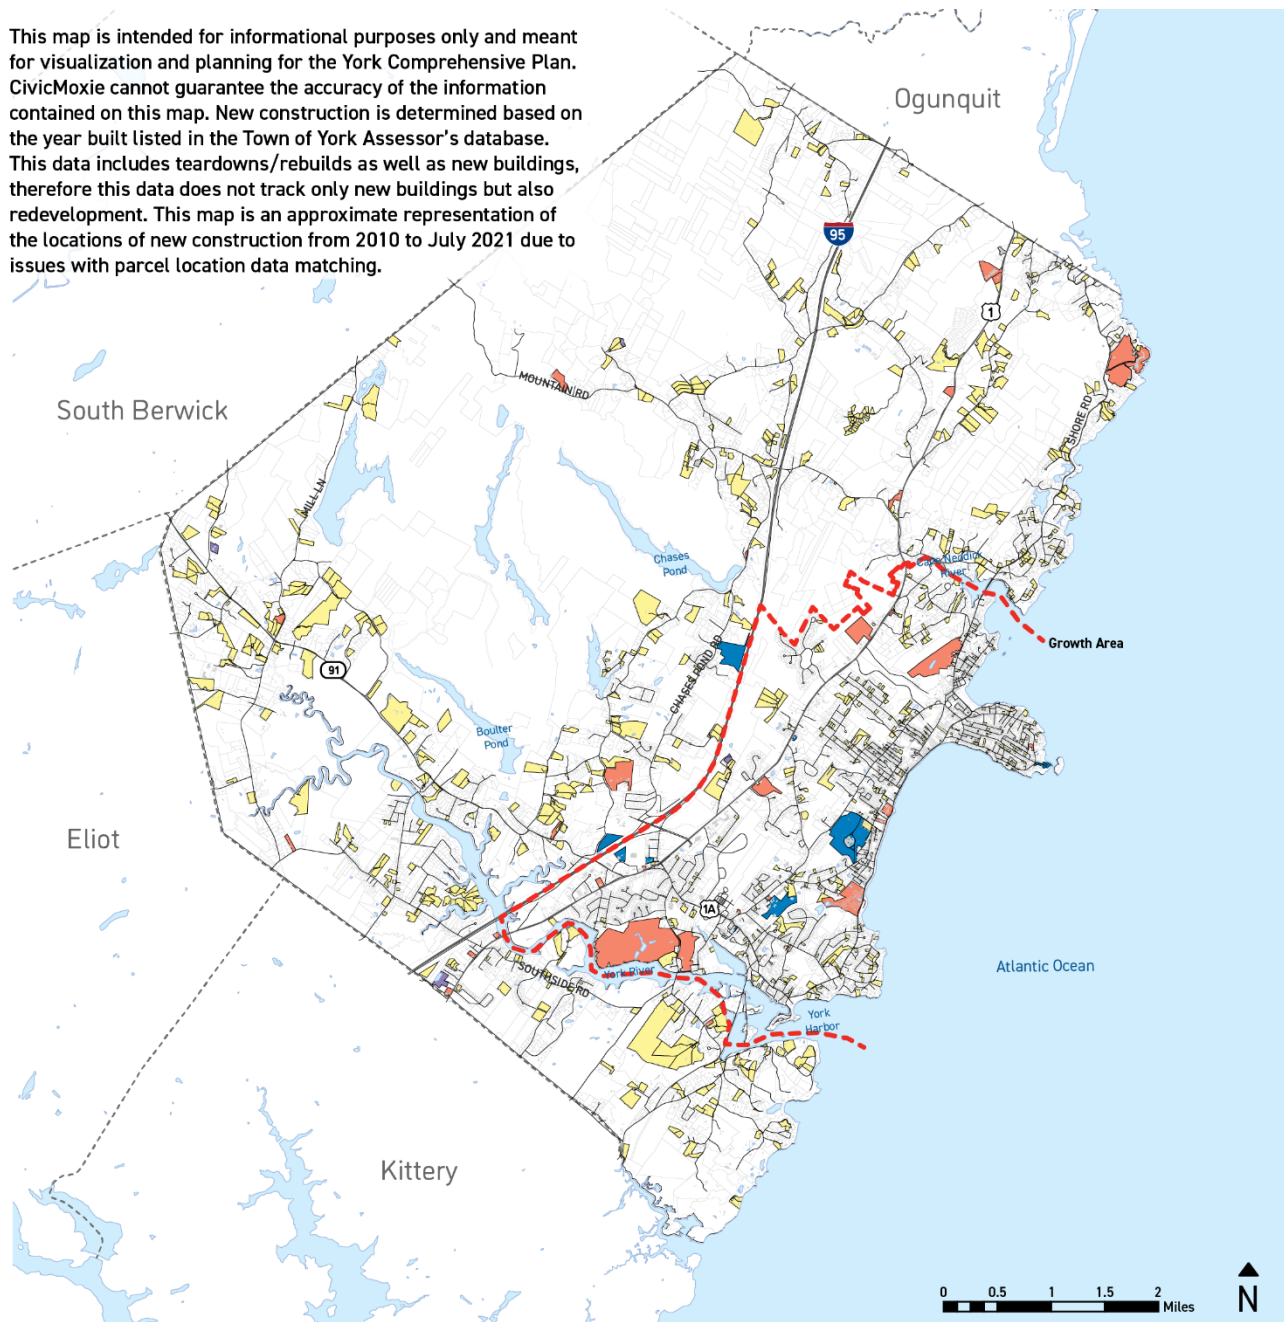 This map is intended for informational purposes only and meant
for visualization and planning for the York Comprehensive Plan.
CivicMoxie cannot guarantee the accuracy of the information
contained on this map. New construction is determined based on
the year built listed in the Town of York Assessor's database.
This data includes teardowns/rebuilds as well as new buildings,
therefore this data does not track only new buildings but also
redevelopment. This map is an approximate representation of
the locations of new construction from 2010 to July 2021 due to
issues with parcel location data matching.
Ogunquit
95
1
MOUNTAIN RD
South Berwick
SHORE RD
MILL LN
Chases
Pond
Cape Neddick
River
Growth Area
CHASES POND RD
91
Boulter
Pond
Eliot
1A
Atlantic Ocean
York River
SOUTHSIDE RD
York
Harbor
Kittery
0 0.5 1 1.5 2
Miles
N